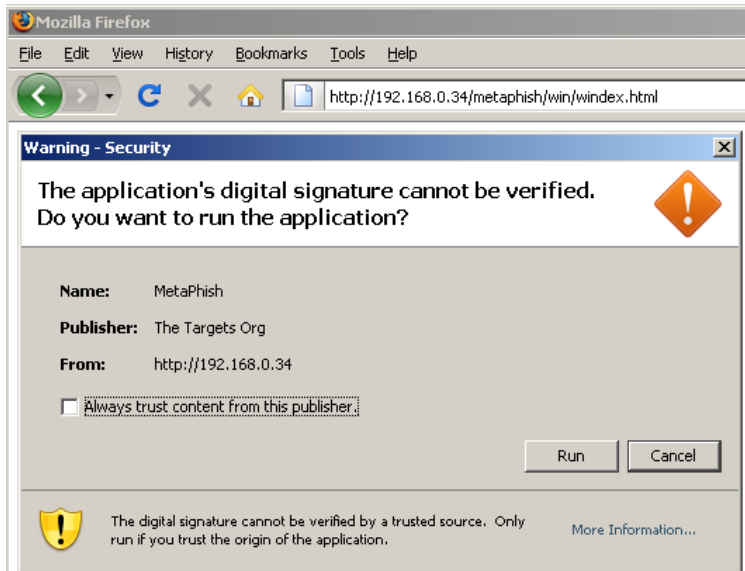 Mozilla Firefox
File Edit View History Bookmarks Tools Help
http://192.168.0.34/metaphish/win/windex.html
Warning - Security
The application's digital signature cannot be verified.
Do you want to run the application?
Name: MetaPhish
Publisher: The Targets Org
From: http://192.168.0.34
Always trust content from this publisher.
Run Cancel
The digital signature cannot be verified by a trusted source. Only
run if you trust the origin of the application.
More Information...